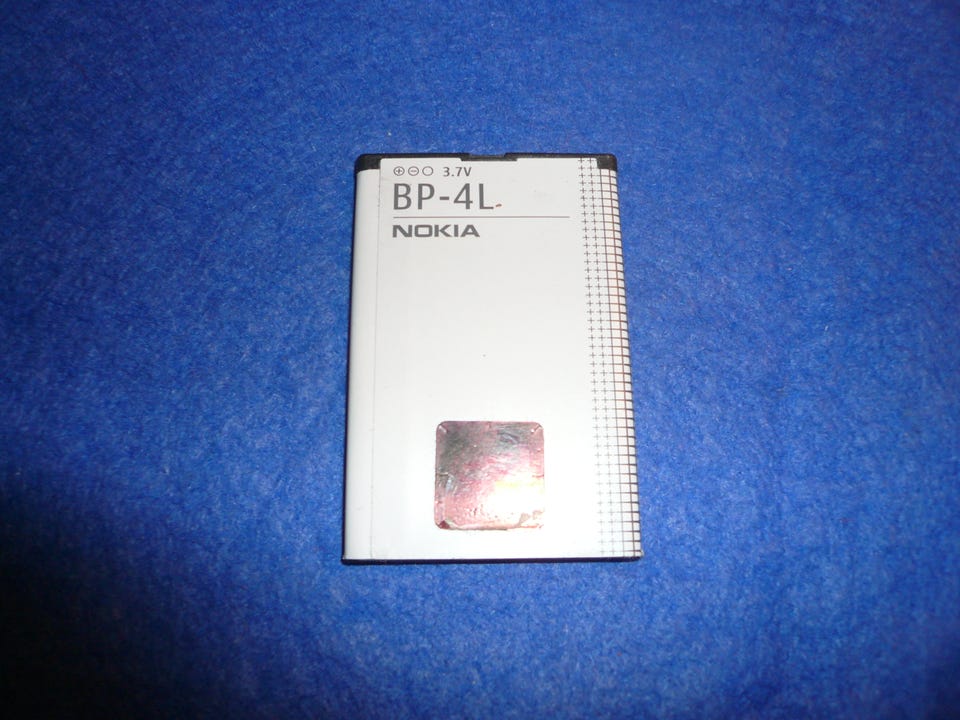 ⊕⊖○ 3.7V
BP-4L
NOKIA